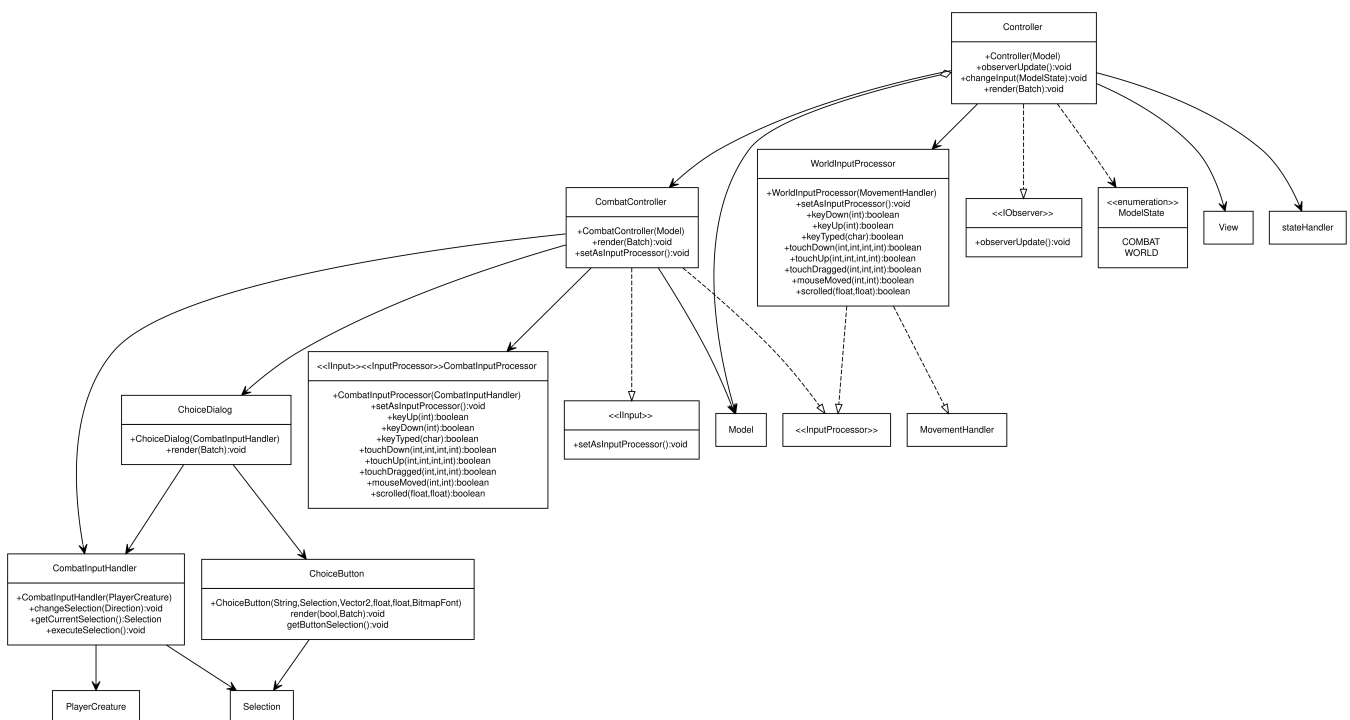 Controller
+Controller(Model)
+observerUpdate():void
+changeInput(ModelState):void
+render(Batch):void
WorldInputProcessor
+WorldInputProcessor(MovementHandler)
+setAsInputProcessor():void
+keyDown(int):boolean
+keyUp(int):boolean
+keyTyped(char):boolean
+touchDown(int,int,int,int):boolean
+touchUp(int,int,int,int):boolean
+touchDragged(int,int,int):boolean
+mouseMoved(int,int):boolean
+scrolled(float,float):boolean
<<IObserver>>
+observerUpdate():void
<<enumeration>>
ModelState
COMBAT
WORLD
View
stateHandler
CombatController
+CombatController(Model)
+render(Batch):void
+setAsInputProcessor():void
ChoiceDialog
+ChoiceDialog(CombatInputHandler)
+render(Batch):void
<<IInput>><<InputProcessor>>CombatInputProcessor
+CombatInputProcessor(CombatInputHandler)
+setAsInputProcessor():void
+keyUp(int):boolean
+keyDown(int):boolean
+keyTyped(char):boolean
+touchDown(int,int,int,int):boolean
+touchUp(int,int,int,int):boolean
+touchDragged(int,int,int):boolean
+mouseMoved(int,int):boolean
+scrolled(float,float):boolean
<<IInput>>
+setAsInputProcessor():void
Model
<<InputProcessor>>
MovementHandler
CombatInputHandler
+CombatInputHandler(PlayerCreature)
+changeSelection(Direction):void
+getCurrentSelection():Selection
+executeSelection():void
ChoiceButton
+ChoiceButton(String,Selection,Vector2,float,float,BitmapFont)
render(bool,Batch):void
getButtonSelection():void
PlayerCreature
Selection